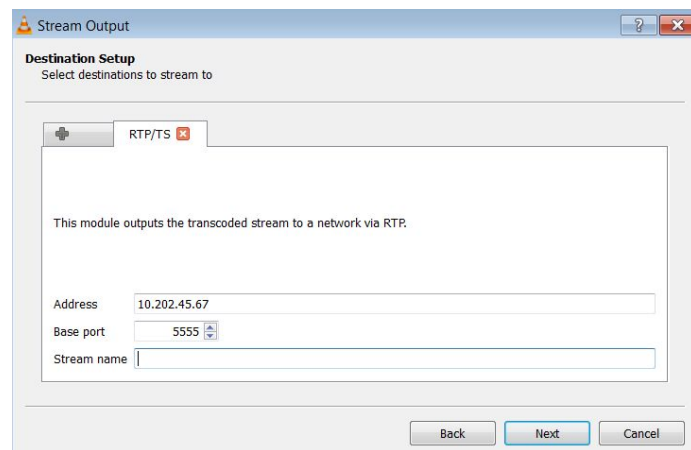 Stream Output
Destination Setup
Select destinations to stream to
RTP/TS
This module outputs the transcoded stream to a network via RTP.
Address 10.202.45.67
Base port 5555
Stream name
Back Next Cancel